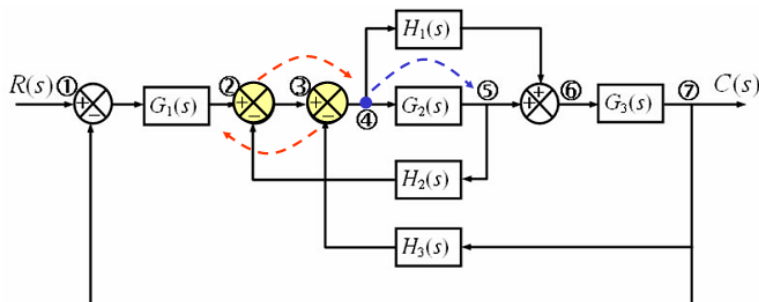 H₁(s)
R(s) ① + − G₁(s) ② + − ③ + − ④ G₂(s) ⑤ + + ⑥ G₃(s) ⑦ C(s)
H₂(s)
H₃(s)